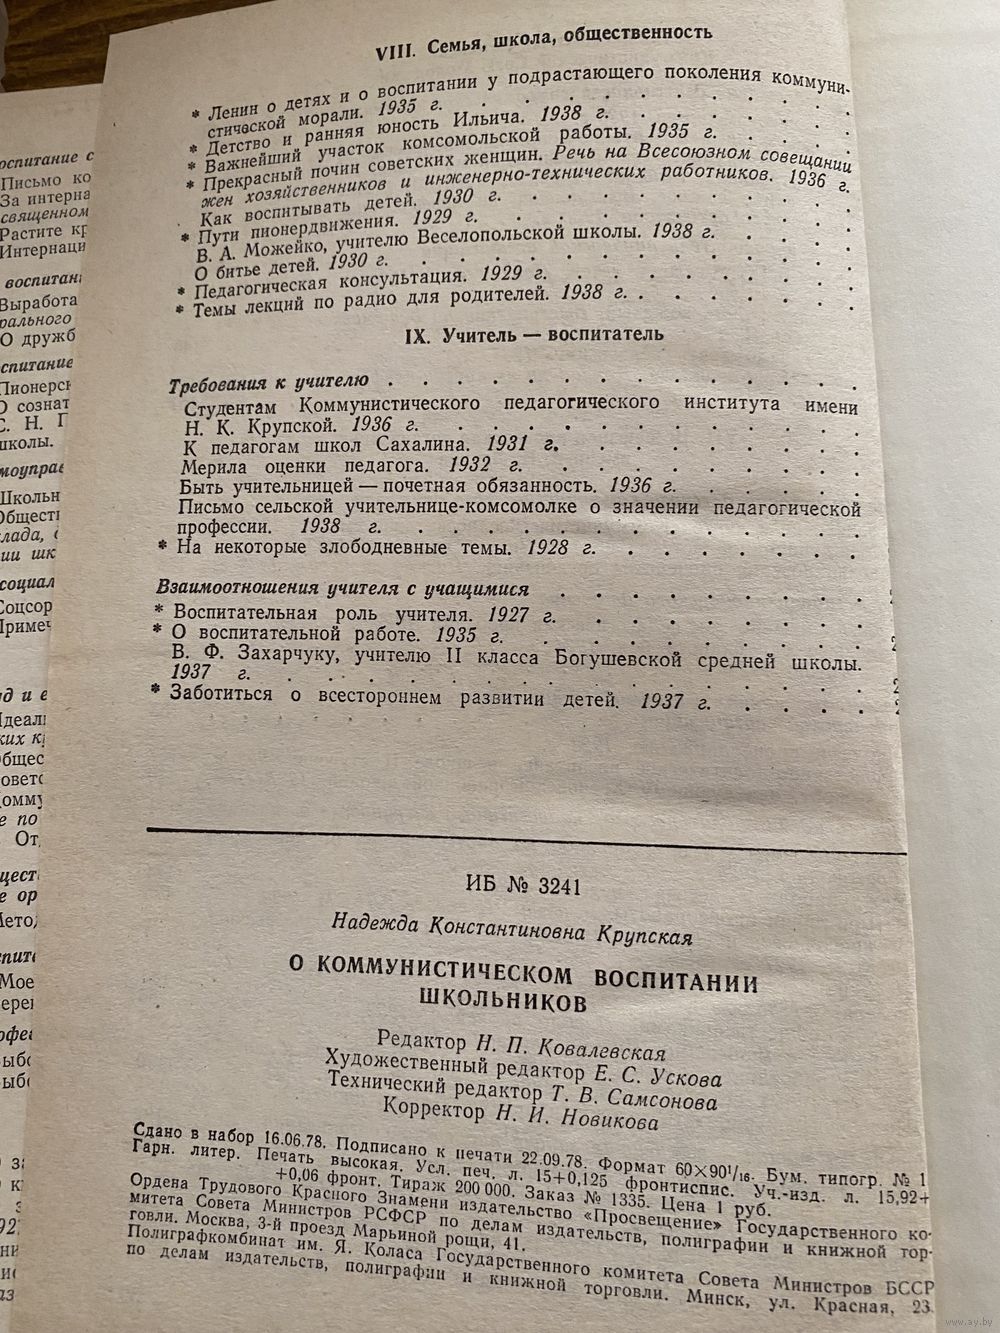 VIII. Семья, школа, общественность
* Ленин о детях и о воспитании у подрастающего поколения коммуни-
стической морали. 1935 г.
* Детство и ранняя юность Ильича. 1938 г.
* Важнейший участок комсомольской работы. 1935 г.
* Прекрасный почин советских женщин. Речь на Всесоюзном совещании
жен хозяйственников и инженерно-технических работников. 1936 г.
Как воспитывать детей. 1930 г.
* Пути пионердвижения. 1929 г.
В. А. Можейко, учителю Веселопольской школы. 1938 г.
О битье детей. 1930 г.
* Педагогическая консультация. 1929 г.
* Темы лекций по радио для родителей. 1938 г.
IX. Учитель — воспитатель
Требования к учителю
Студентам Коммунистического педагогического института имени
Н. К. Крупской. 1936 г.
К педагогам школ Сахалина. 1931 г.
Мерила оценки педагога. 1932 г.
Быть учительницей — почетная обязанность. 1936 г.
Письмо сельской учительнице-комсомолке о значении педагогической
профессии. 1938 г.
* На некоторые злободневные темы. 1928 г.
Взаимоотношения учителя с учащимися
* Воспитательная роль учителя. 1927 г.
* О воспитательной работе. 1935 г.
В. Ф. Захарчуку, учителю II класса Богушевской средней школы.
1937 г.
* Заботиться о всестороннем развитии детей. 1937 г.
ИБ № 3241
Надежда Константиновна Крупская
О КОММУНИСТИЧЕСКОМ ВОСПИТАНИИ
ШКОЛЬНИКОВ
Редактор Н. П. Ковалевская
Художественный редактор Е. С. Ускова
Технический редактор Т. В. Самсонова
Корректор Н. И. Новикова
Сдано в набор 16.06.78. Подписано к печати 22.09.78. Формат 60×90¹/₁₆. Бум. типогр. № 1
Гарн. литер. Печать высокая. Усл. печ. л. 15+0,125 фронтиспис. Уч.-изд. л. 15,92+
+0,06 фронт. Тираж 200 000. Заказ № 1335. Цена 1 руб.
Ордена Трудового Красного Знамени издательство «Просвещение» Государственного ко-
митета Совета Министров РСФСР по делам издательств, полиграфии и книжной тор-
говли. Москва, 3-й проезд Марьиной рощи, 41.
Полиграфкомбинат им. Я. Коласа Государственного комитета Совета Министров БССР
по делам издательств, полиграфии и книжной торговли. Минск, ул. Красная, 23.
www.ay.by